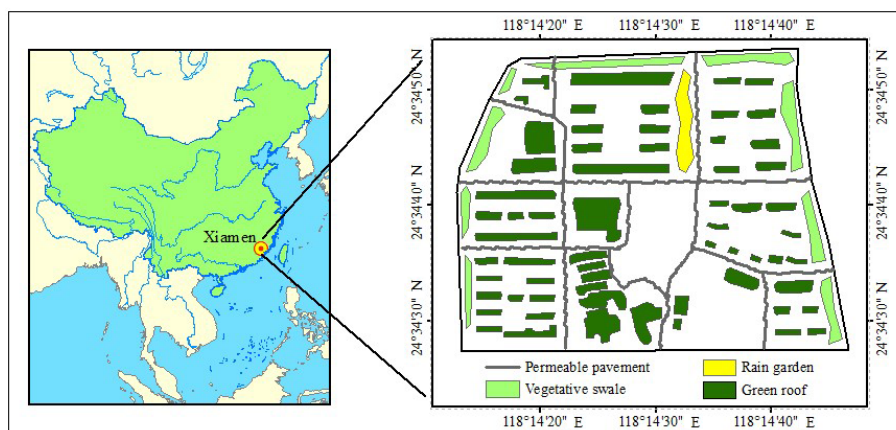 118°14'20" E 118°14'30" E 118°14'40" E
24°34'50" N
24°34'50" N
24°34'40" N
24°34'40" N
Xiamen
24°34'30" N
24°34'30" N
Permeable pavement
Rain garden
Vegetative swale
Green roof
118°14'20" E 118°14'30" E 118°14'40" E